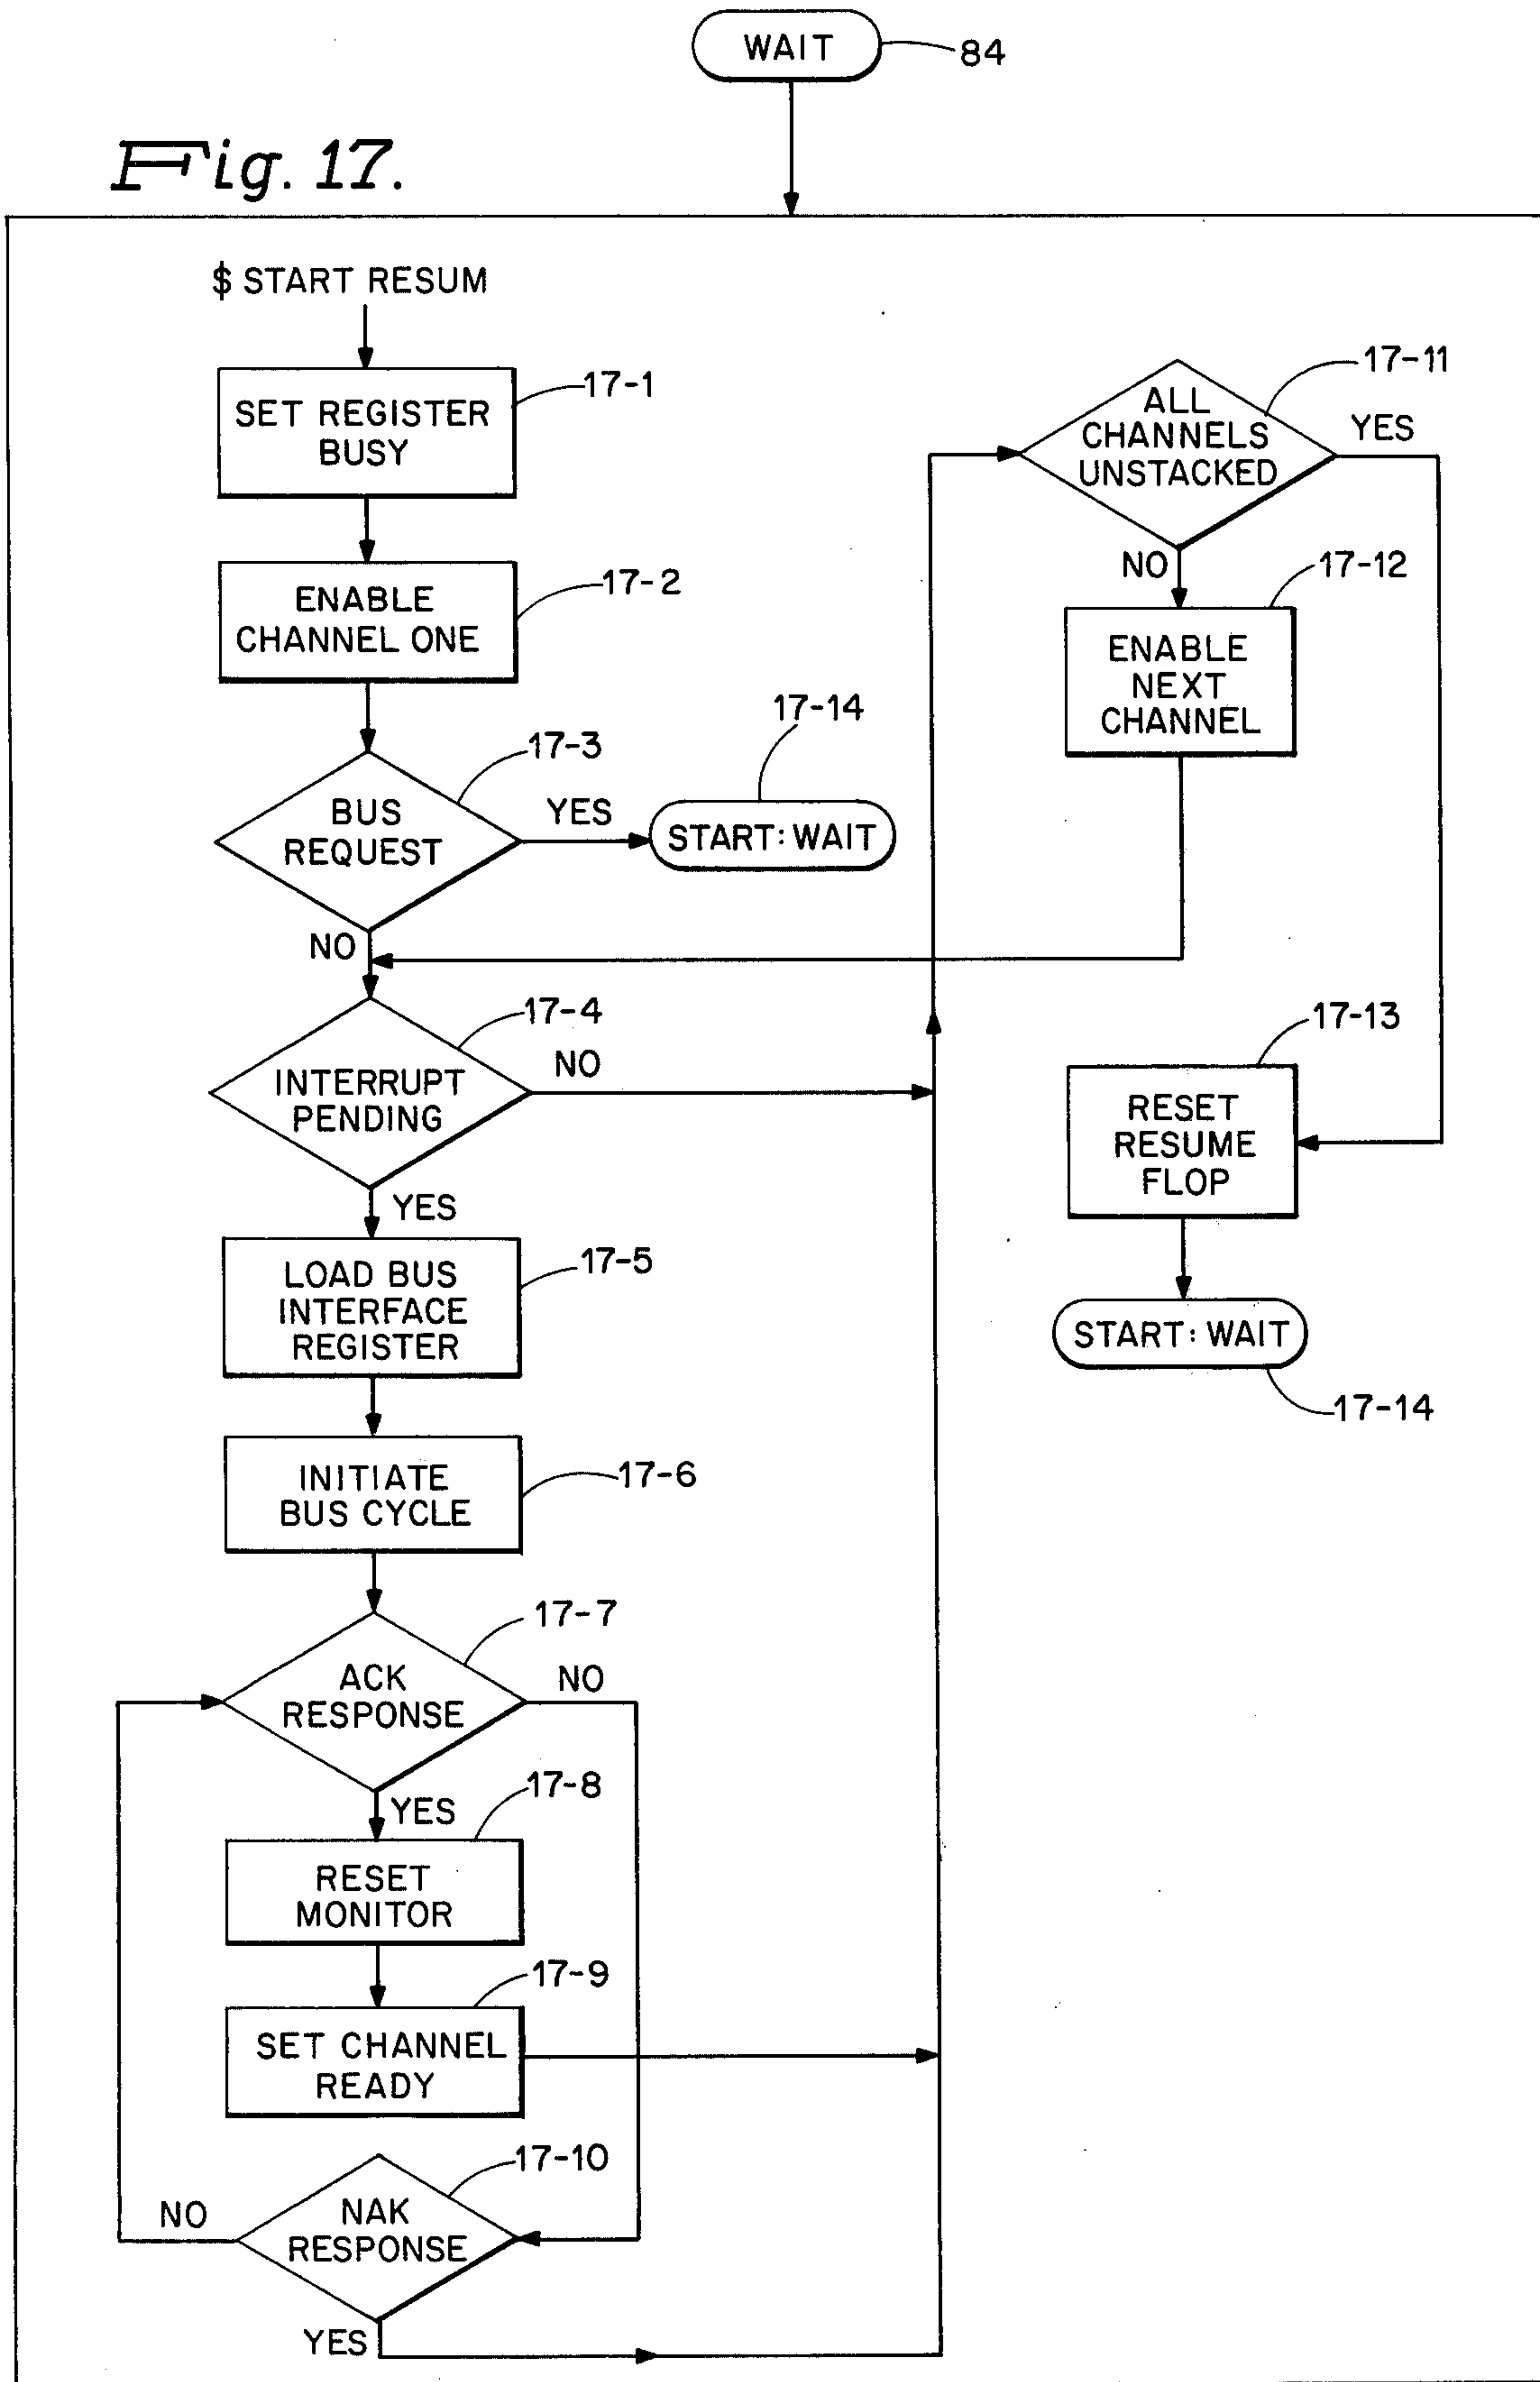 WAIT
84
Fig. 17.
$ START RESUM
SET REGISTER
BUSY
17-1
ENABLE
CHANNEL ONE
17-2
BUS
REQUEST
17-3
YES
NO
START: WAIT
17-14
INTERRUPT
PENDING
17-4
NO
YES
LOAD BUS
INTERFACE
REGISTER
17-5
INITIATE
BUS CYCLE
17-6
ACK
RESPONSE
17-7
NO
YES
RESET
MONITOR
17-8
SET CHANNEL
READY
17-9
NAK
RESPONSE
17-10
NO
YES
ALL
CHANNELS
UNSTACKED
17-11
YES
NO
ENABLE
NEXT
CHANNEL
17-12
RESET
RESUME
FLOP
17-13
START: WAIT
17-14